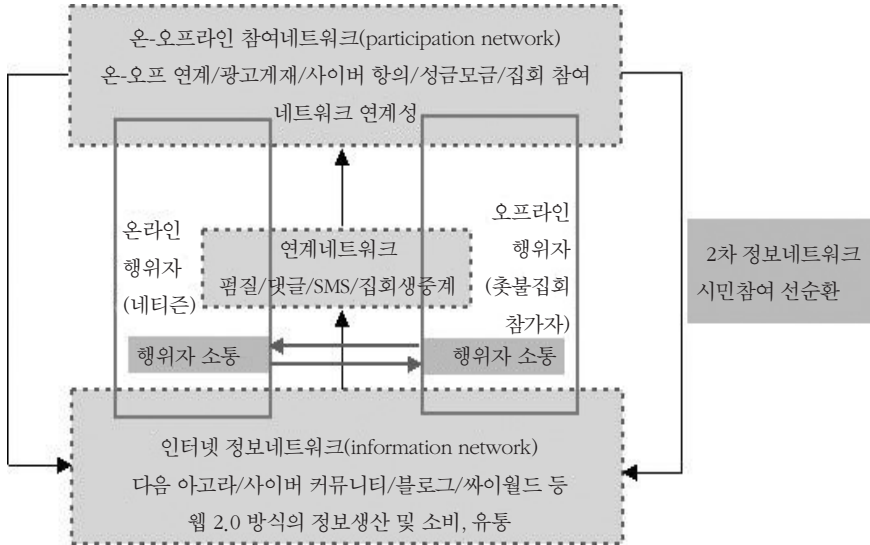 온-오프라인 참여네트워크(participation network)
온-오프 연계/광고게재/사이버 항의/성금모금/집회 참여
네트워크 연계성
온라인
행위자
(네티즌)
연계네트워크
펌질/댓글/SMS/집회생중계
오프라인
행위자
(촛불집회
참가자)
2차 정보네트워크
시민참여 선순환
행위자 소통
행위자 소통
인터넷 정보네트워크(information network)
다음 아고라/사이버 커뮤니티/블로그/싸이월드 등
웹 2.0 방식의 정보생산 및 소비, 유통